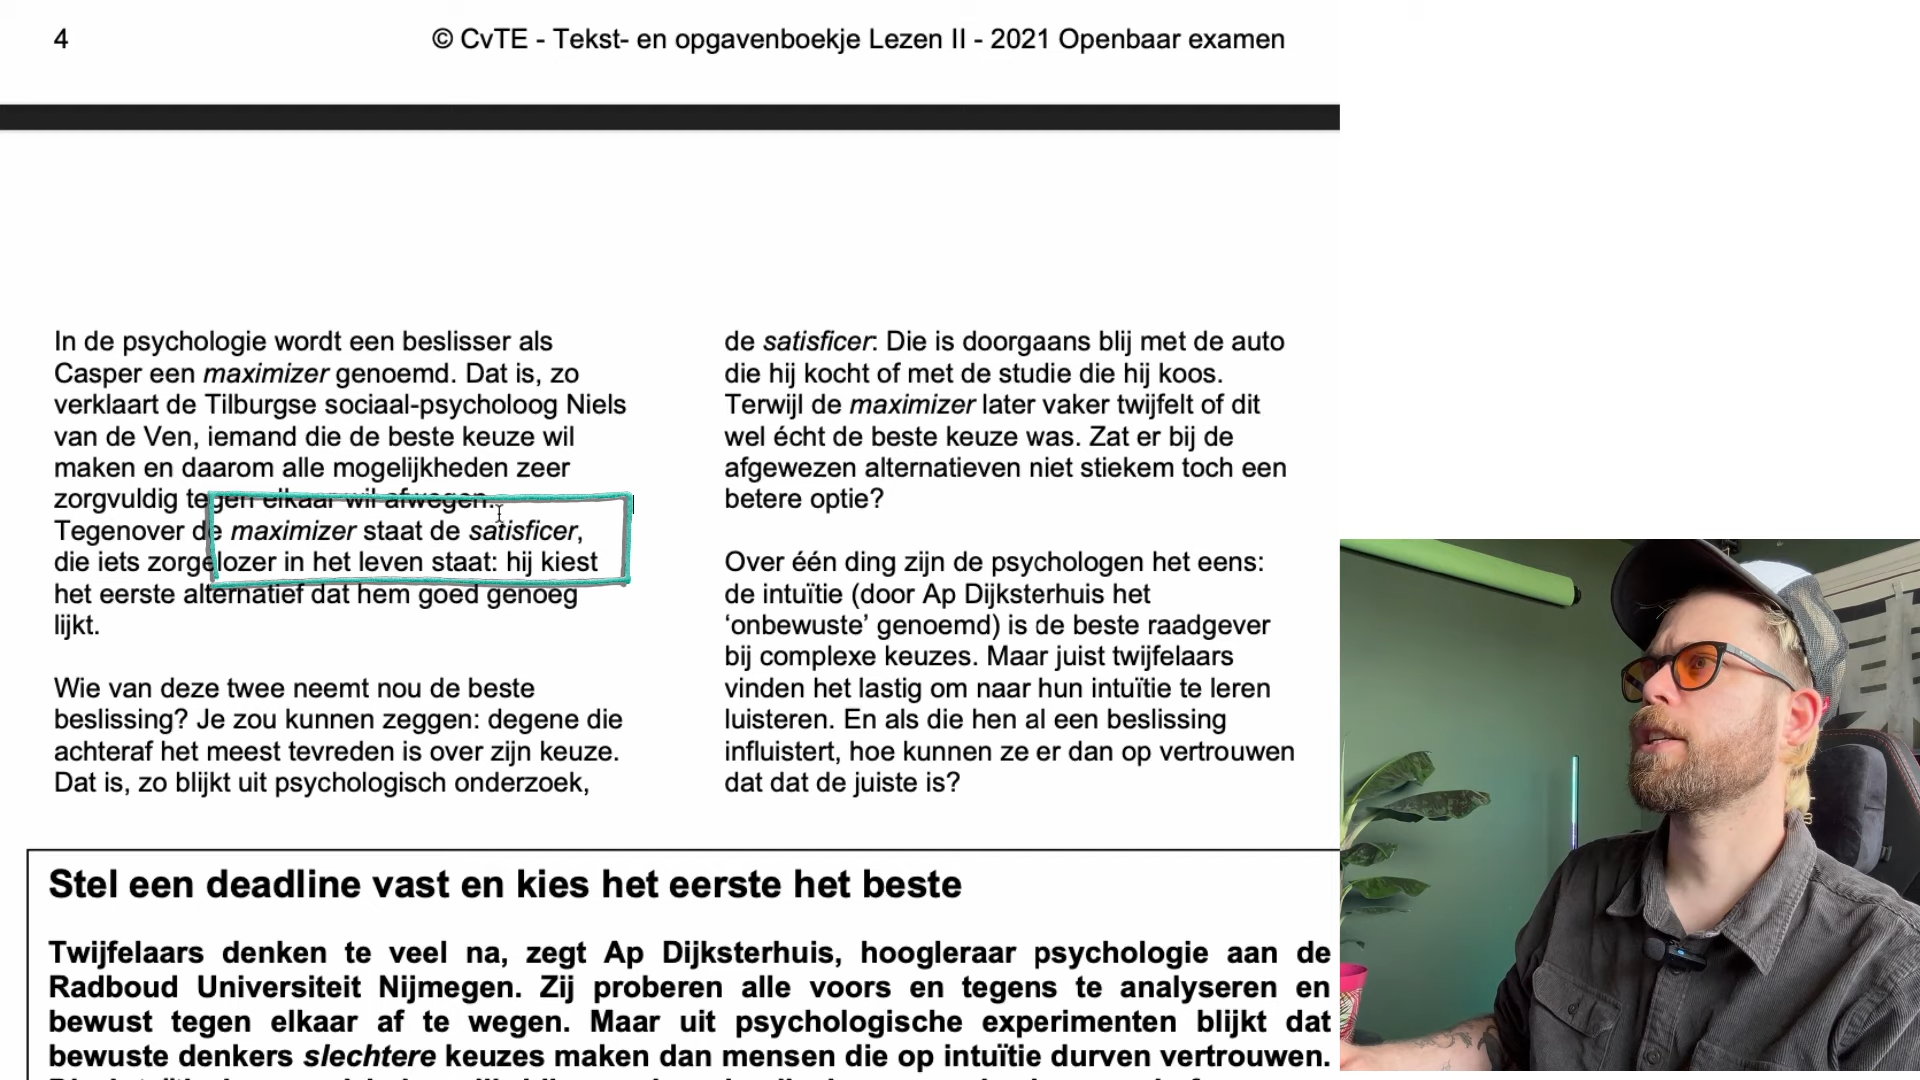 4 © CvTE - Tekst- en opgavenboekje Lezen II - 2021 Openbaar examen
In de psychologie wordt een beslisser als
Casper een maximizer genoemd. Dat is, zo
verklaart de Tilburgse sociaal-psycholoog Niels
van de Ven, iemand die de beste keuze wil
maken en daarom alle mogelijkheden zeer
zorgvuldig tegen elkaar wil afwegen.
Tegenover de maximizer staat de satisficer,
die iets zorgelozer in het leven staat: hij kiest
het eerste alternatief dat hem goed genoeg
lijkt.
Wie van deze twee neemt nou de beste
beslissing? Je zou kunnen zeggen: degene die
achteraf het meest tevreden is over zijn keuze.
Dat is, zo blijkt uit psychologisch onderzoek,
de satisficer: Die is doorgaans blij met de auto
die hij kocht of met de studie die hij koos.
Terwijl de maximizer later vaker twijfelt of dit
wel écht de beste keuze was. Zat er bij de
afgewezen alternatieven niet stiekem toch een
betere optie?
Over één ding zijn de psychologen het eens:
de intuïtie (door Ap Dijksterhuis het
‘onbewuste’ genoemd) is de beste raadgever
bij complexe keuzes. Maar juist twijfelaars
vinden het lastig om naar hun intuïtie te leren
luisteren. En als die hen al een beslissing
influistert, hoe kunnen ze er dan op vertrouwen
dat dat de juiste is?
Stel een deadline vast en kies het eerste het beste
Twijfelaars denken te veel na, zegt Ap Dijksterhuis, hoogleraar psychologie aan de
Radboud Universiteit Nijmegen. Zij proberen alle voors en tegens te analyseren en
bewust tegen elkaar af te wegen. Maar uit psychologische experimenten blijkt dat
bewuste denkers slechtere keuzes maken dan mensen die op intuïtie durven vertrouwen.